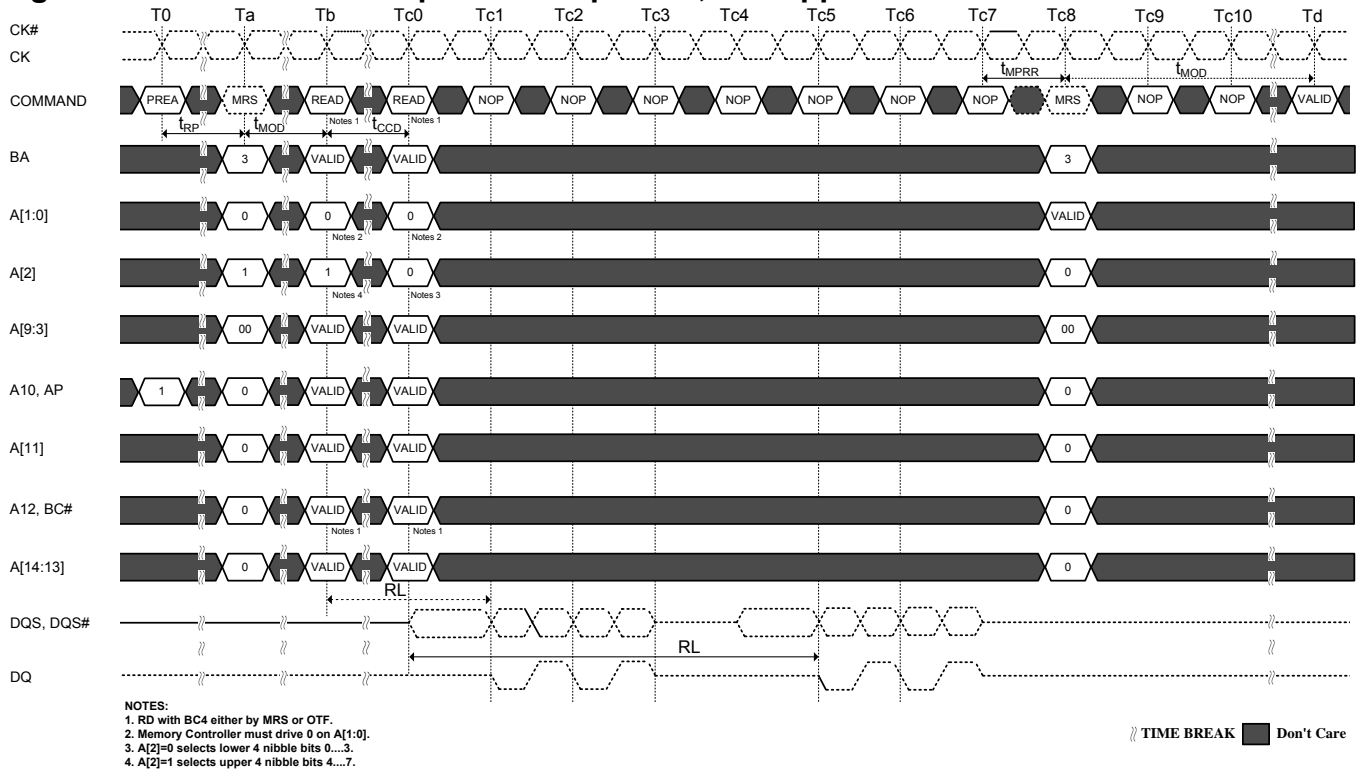 T0 Ta Tb Tc0 Tc1 Tc2 Tc3 Tc4 Tc5 Tc6 Tc7 Tc8 Tc9 Tc10 Td
CK#
CK
tMPRR tMOD
COMMAND PREA MRS READ READ NOP NOP NOP NOP NOP NOP NOP MRS NOP NOP VALID
Notes 1 Notes 1
tRP tMOD tCCD
BA 3 VALID VALID 3
A[1:0] 0 0 0 VALID
Notes 2 Notes 2
A[2] 1 1 0 0
Notes 4 Notes 3
A[9:3] 00 VALID VALID 00
A10, AP 1 0 VALID VALID 0
A[11] 0 VALID VALID 0
A12, BC# 0 VALID VALID 0
Notes 1 Notes 1
A[14:13] 0 VALID VALID 0
RL
DQS, DQS#
RL
DQ
NOTES:
1. RD with BC4 either by MRS or OTF.
2. Memory Controller must drive 0 on A[1:0].
3. A[2]=0 selects lower 4 nibble bits 0....3.
4. A[2]=1 selects upper 4 nibble bits 4....7.
TIME BREAK Don't Care